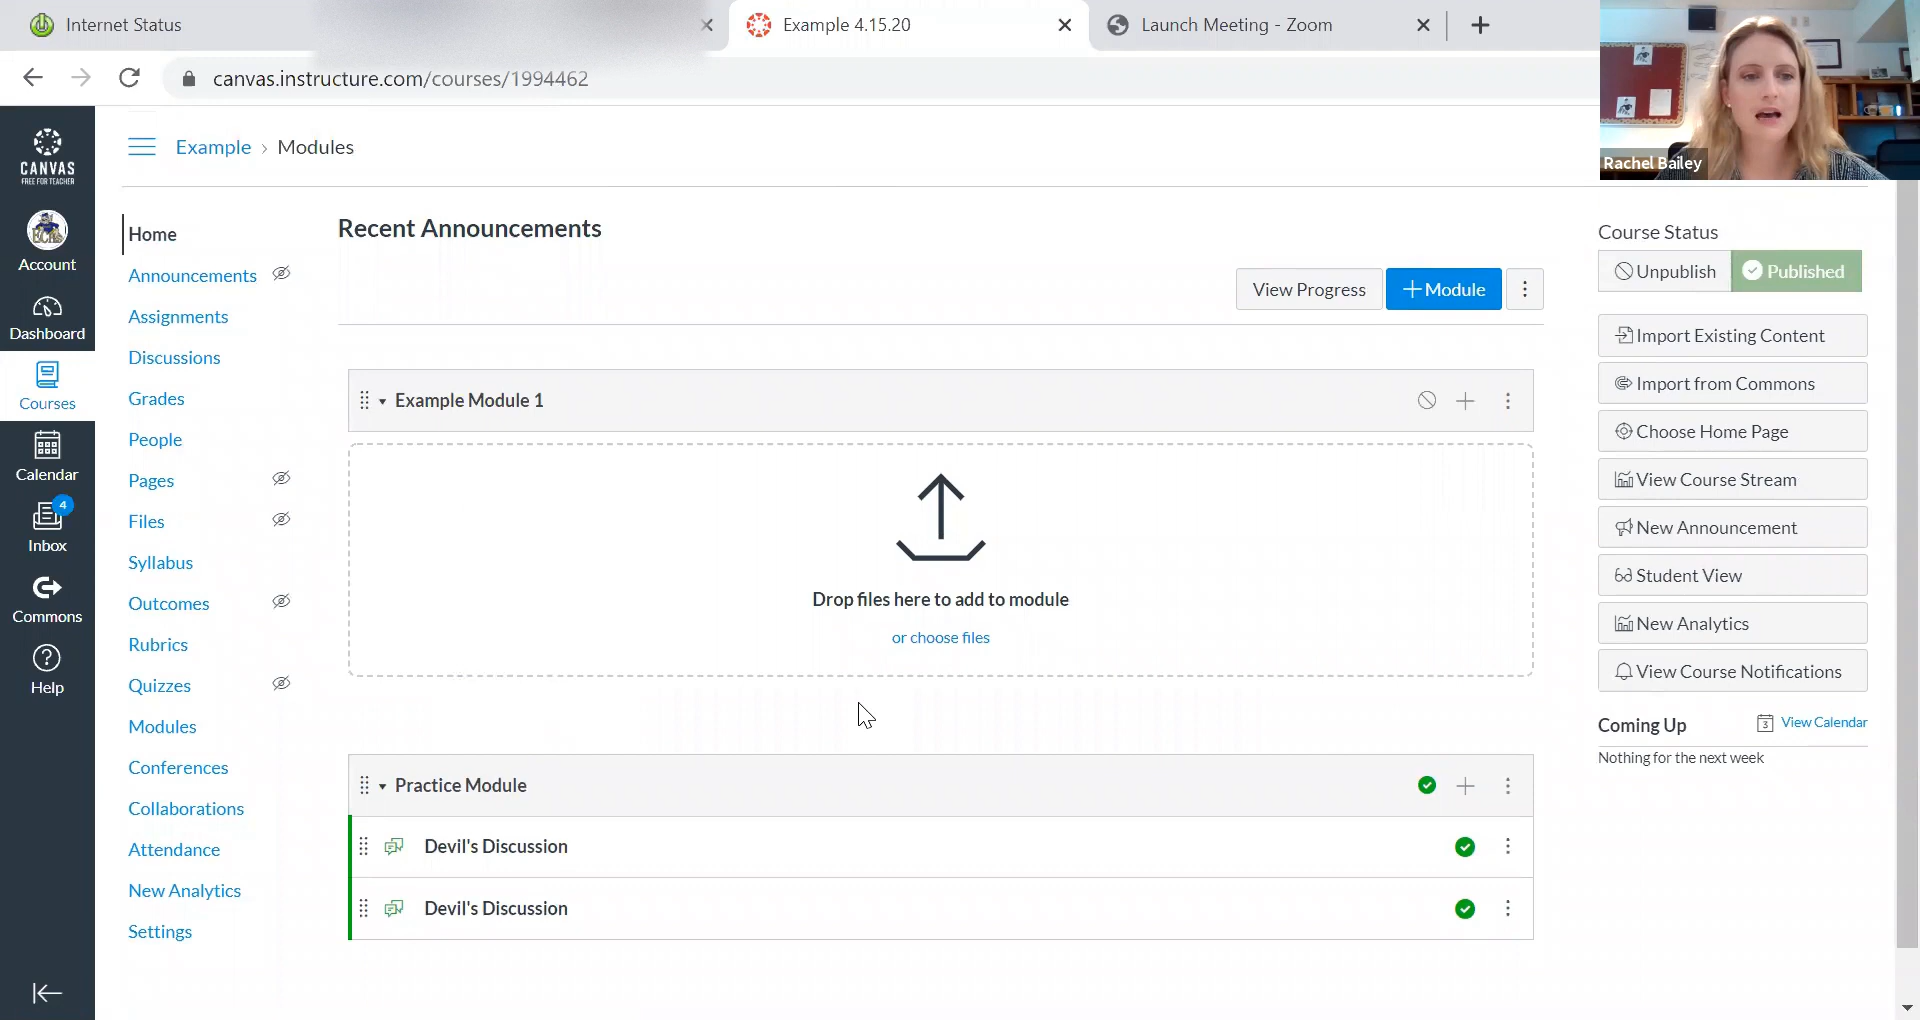 Internet Status
Example 4.15.20
Launch Meeting - Zoom
canvas.instructure.com/courses/1994462
Rachel Bailey
CANVAS
FREE FOR TEACHER
Account
Dashboard
Courses
Calendar
4
Inbox
Commons
Help
Example › Modules
Home
Announcements
Assignments
Discussions
Grades
People
Pages
Files
Syllabus
Outcomes
Rubrics
Quizzes
Modules
Conferences
Collaborations
Attendance
New Analytics
Settings
Recent Announcements
View Progress
+ Module
Example Module 1
Drop files here to add to module
or choose files
Practice Module
Devil's Discussion
Devil's Discussion
Course Status
Unpublish
Published
Import Existing Content
Import from Commons
Choose Home Page
View Course Stream
New Announcement
Student View
New Analytics
View Course Notifications
Coming Up
3
View Calendar
Nothing for the next week